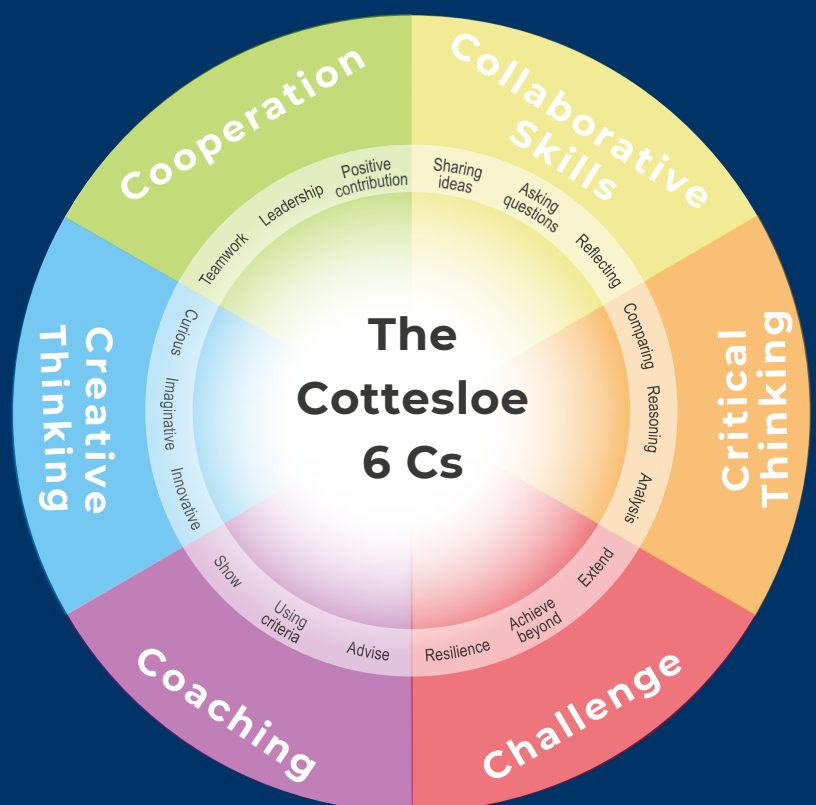 The
Cottesloe
6 Cs
Collaborative
Skills
Sharing
ideas
Asking
questions
Reflecting
Critical
Thinking
Comparing
Reasoning
Analysis
Challenge
Extend
Achieve
beyond
Resilience
Coaching
Advise
Using
criteria
Show
Creative
Thinking
Innovative
Imaginative
Curious
Cooperation
Teamwork
Leadership
Positive
contribution